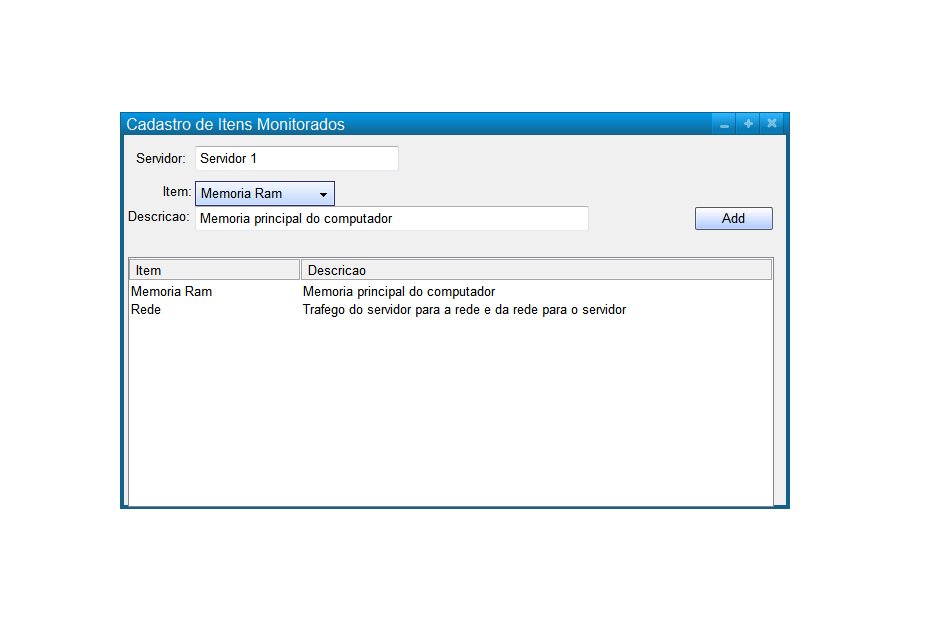 Cadastro de Itens Monitorados
Servidor: Servidor 1
Item: Memoria Ram
Descricao: Memoria principal do computador Add
Item Descricao
Memoria Ram Memoria principal do computador
Rede Trafego do servidor para a rede e da rede para o servidor